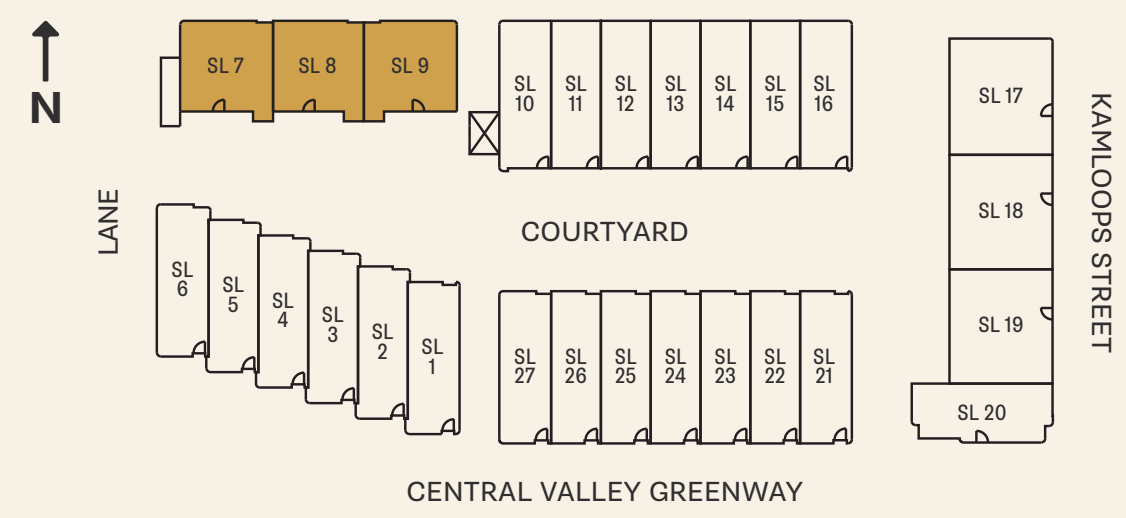 N
SL 7
SL 8
SL 9
SL
10
SL
11
SL
12
SL
13
SL
14
SL
15
SL
16
SL 17
SL 18
SL 19
SL 20
KAMLOOPS STREET
LANE
COURTYARD
SL
6
SL
5
SL
4
SL
3
SL
2
SL
1
SL
27
SL
26
SL
25
SL
24
SL
23
SL
22
SL
21
CENTRAL VALLEY GREENWAY